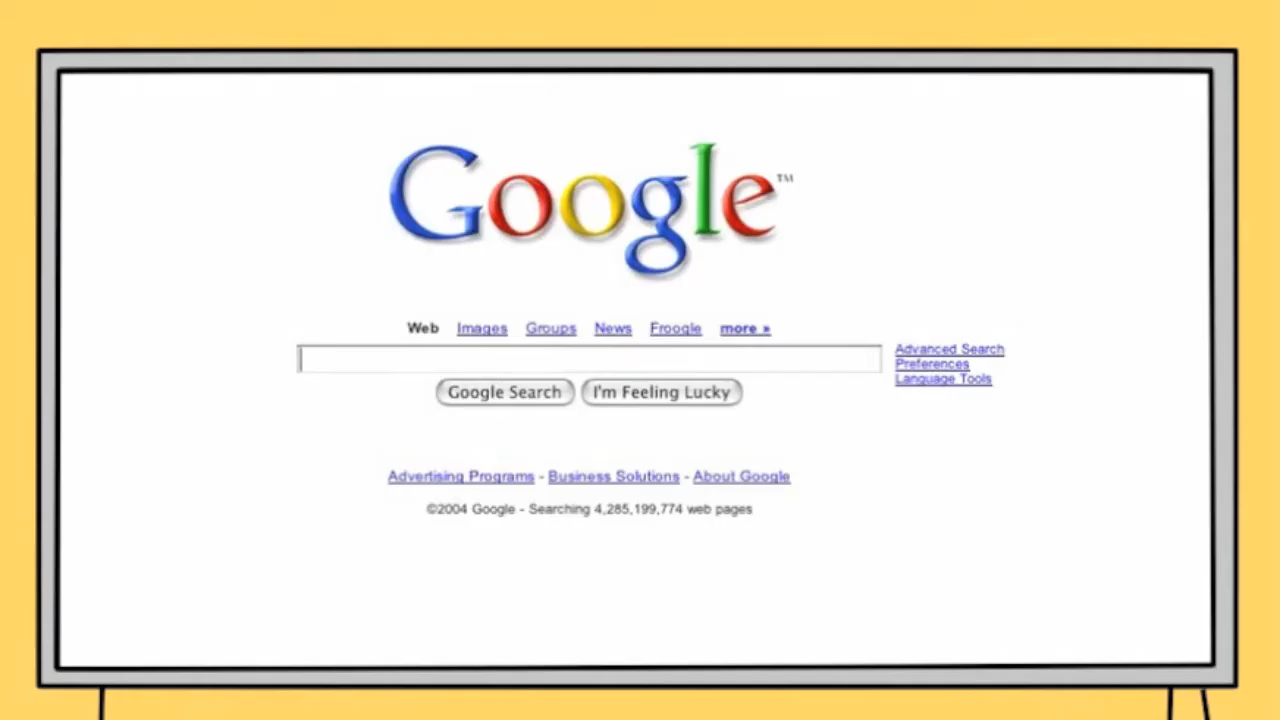 Google™
Web Images Groups News Froogle more »
Advanced Search
Preferences
Language Tools
Google Search I'm Feeling Lucky
Advertising Programs - Business Solutions - About Google
©2004 Google - Searching 4,285,199,774 web pages